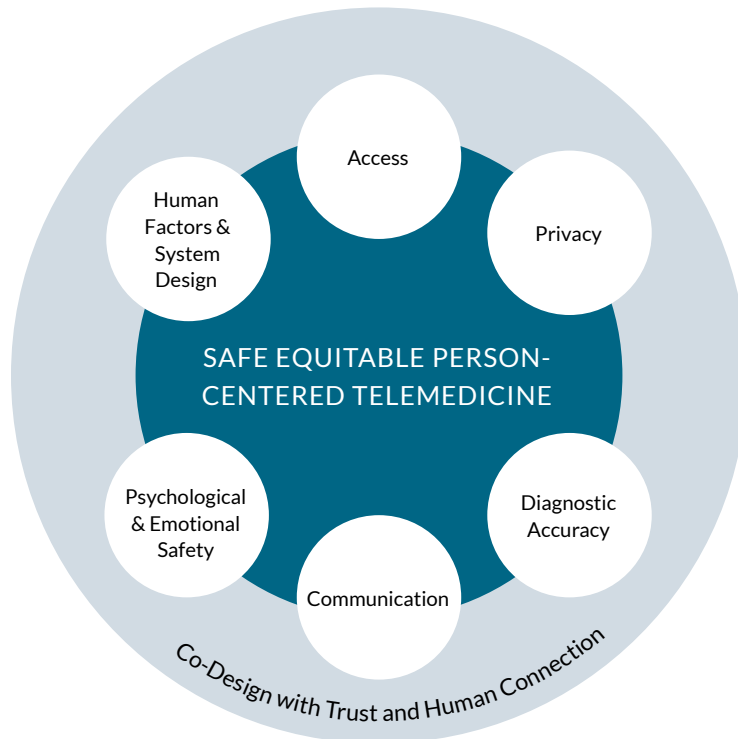 Access
Human
Factors &
System
Design
Privacy
SAFE EQUITABLE PERSON-
CENTERED TELEMEDICINE
Psychological
& Emotional
Safety
Diagnostic
Accuracy
Communication
Co-Design with Trust and Human Connection